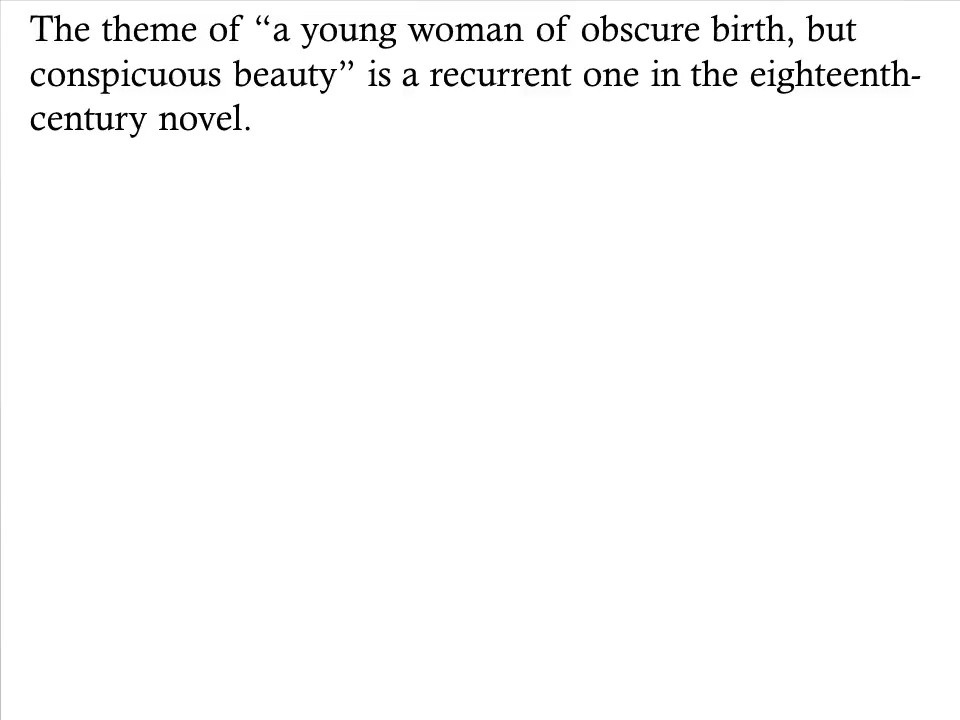 The theme of “a young woman of obscure birth, but
conspicuous beauty” is a recurrent one in the eighteenth-
century novel.